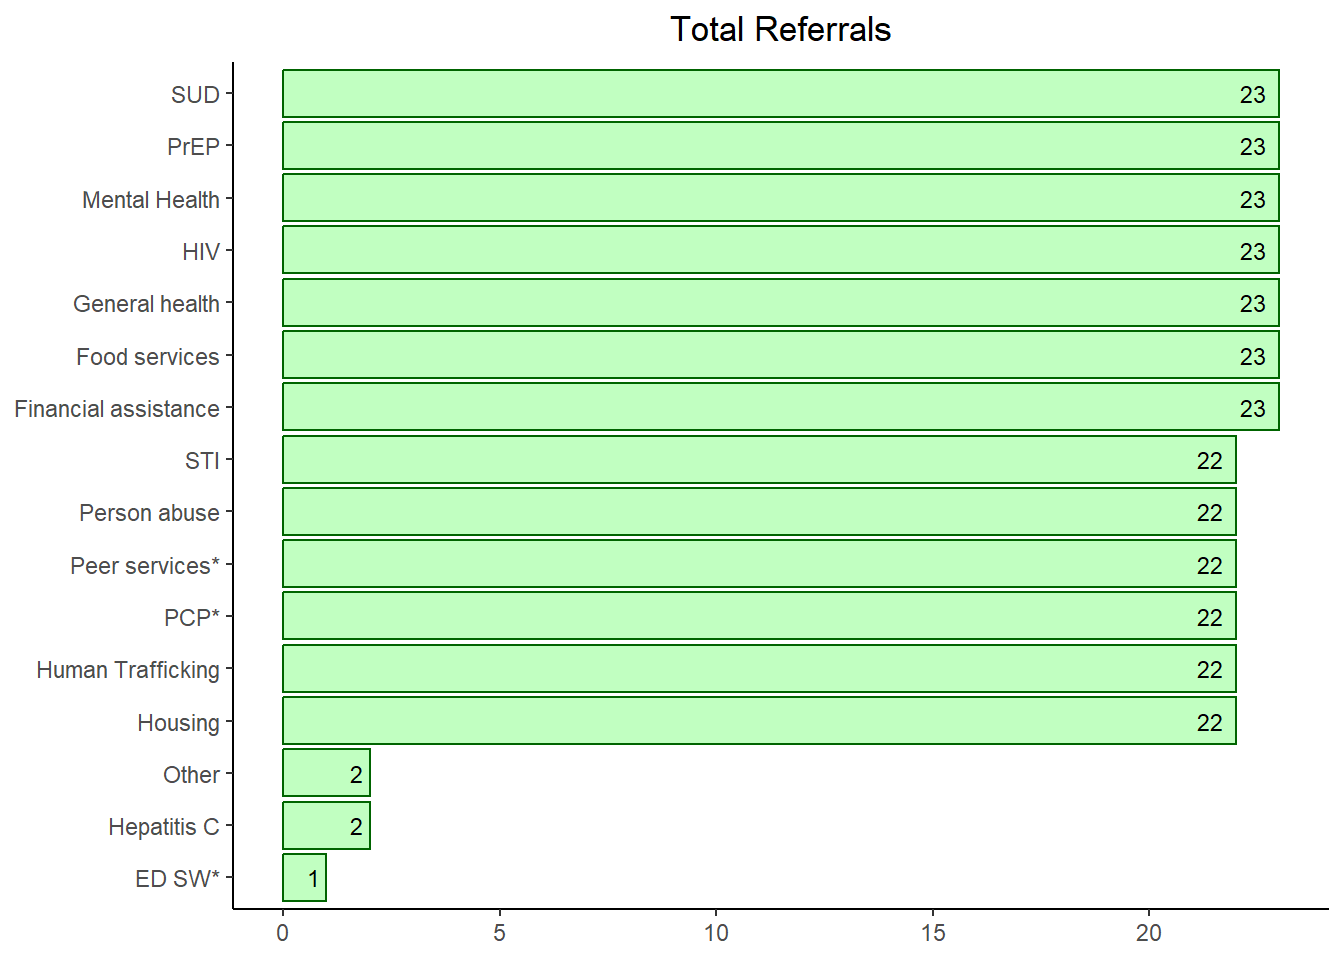 Total Referrals
SUD 23
PrEP 23
Mental Health 23
HIV 23
General health 23
Food services 23
Financial assistance 23
STI 22
Person abuse 22
Peer services* 22
PCP* 22
Human Trafficking 22
Housing 22
Other 2
Hepatitis C 2
ED SW* 1
0 5 10 15 20